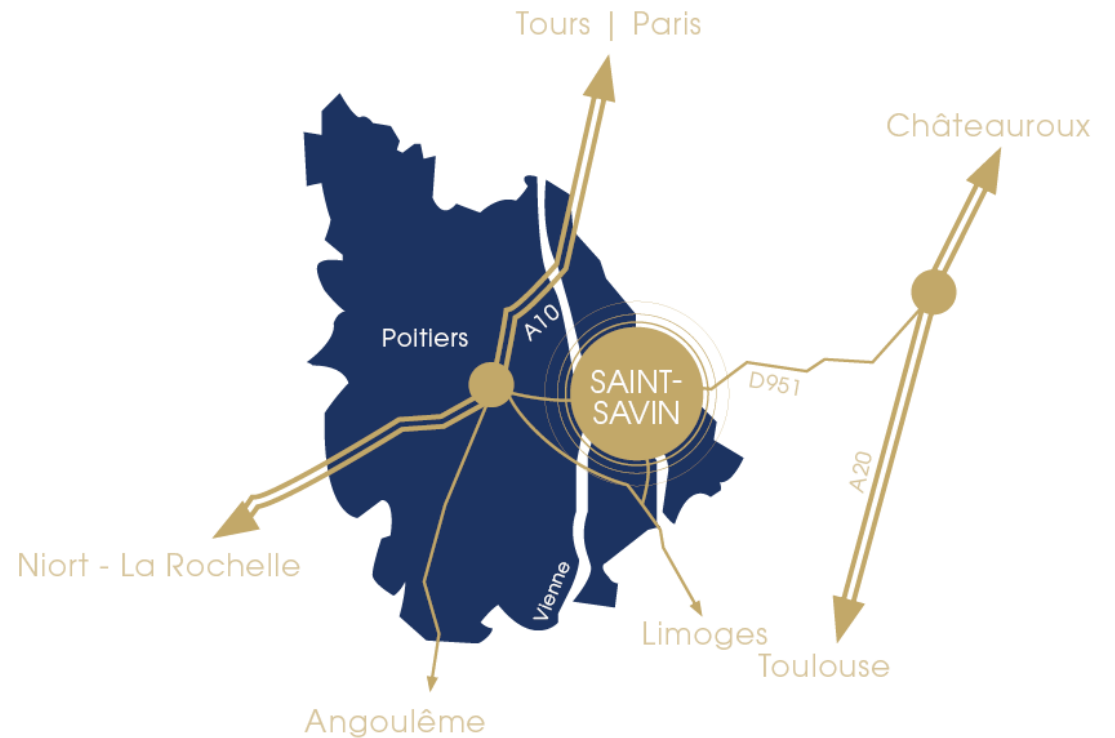 Tours | Paris
Châteauroux
A10
Poitiers
SAINT-
SAVIN
D951
A20
Niort - La Rochelle
Vienne
Limoges
Toulouse
Angoulême